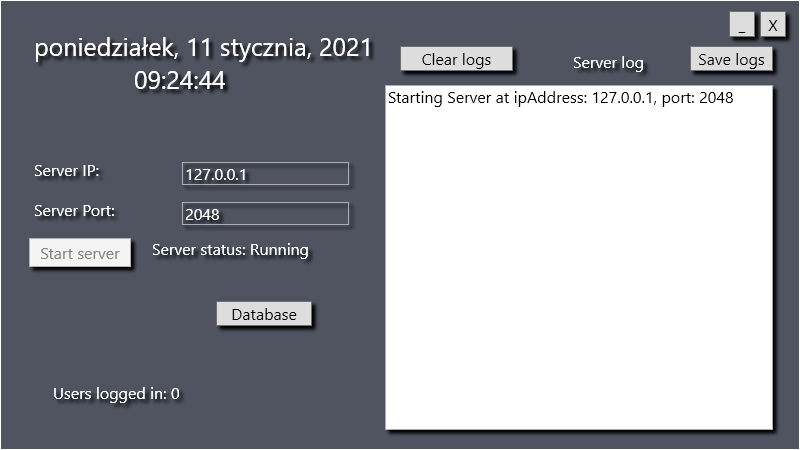 _ X
poniedziałek, 11 stycznia, 2021
09:24:44
Clear logs
Server log
Save logs
Starting Server at ipAddress: 127.0.0.1, port: 2048
Server IP:
127.0.0.1
Server Port:
2048
Start server
Server status: Running
Database
Users logged in: 0